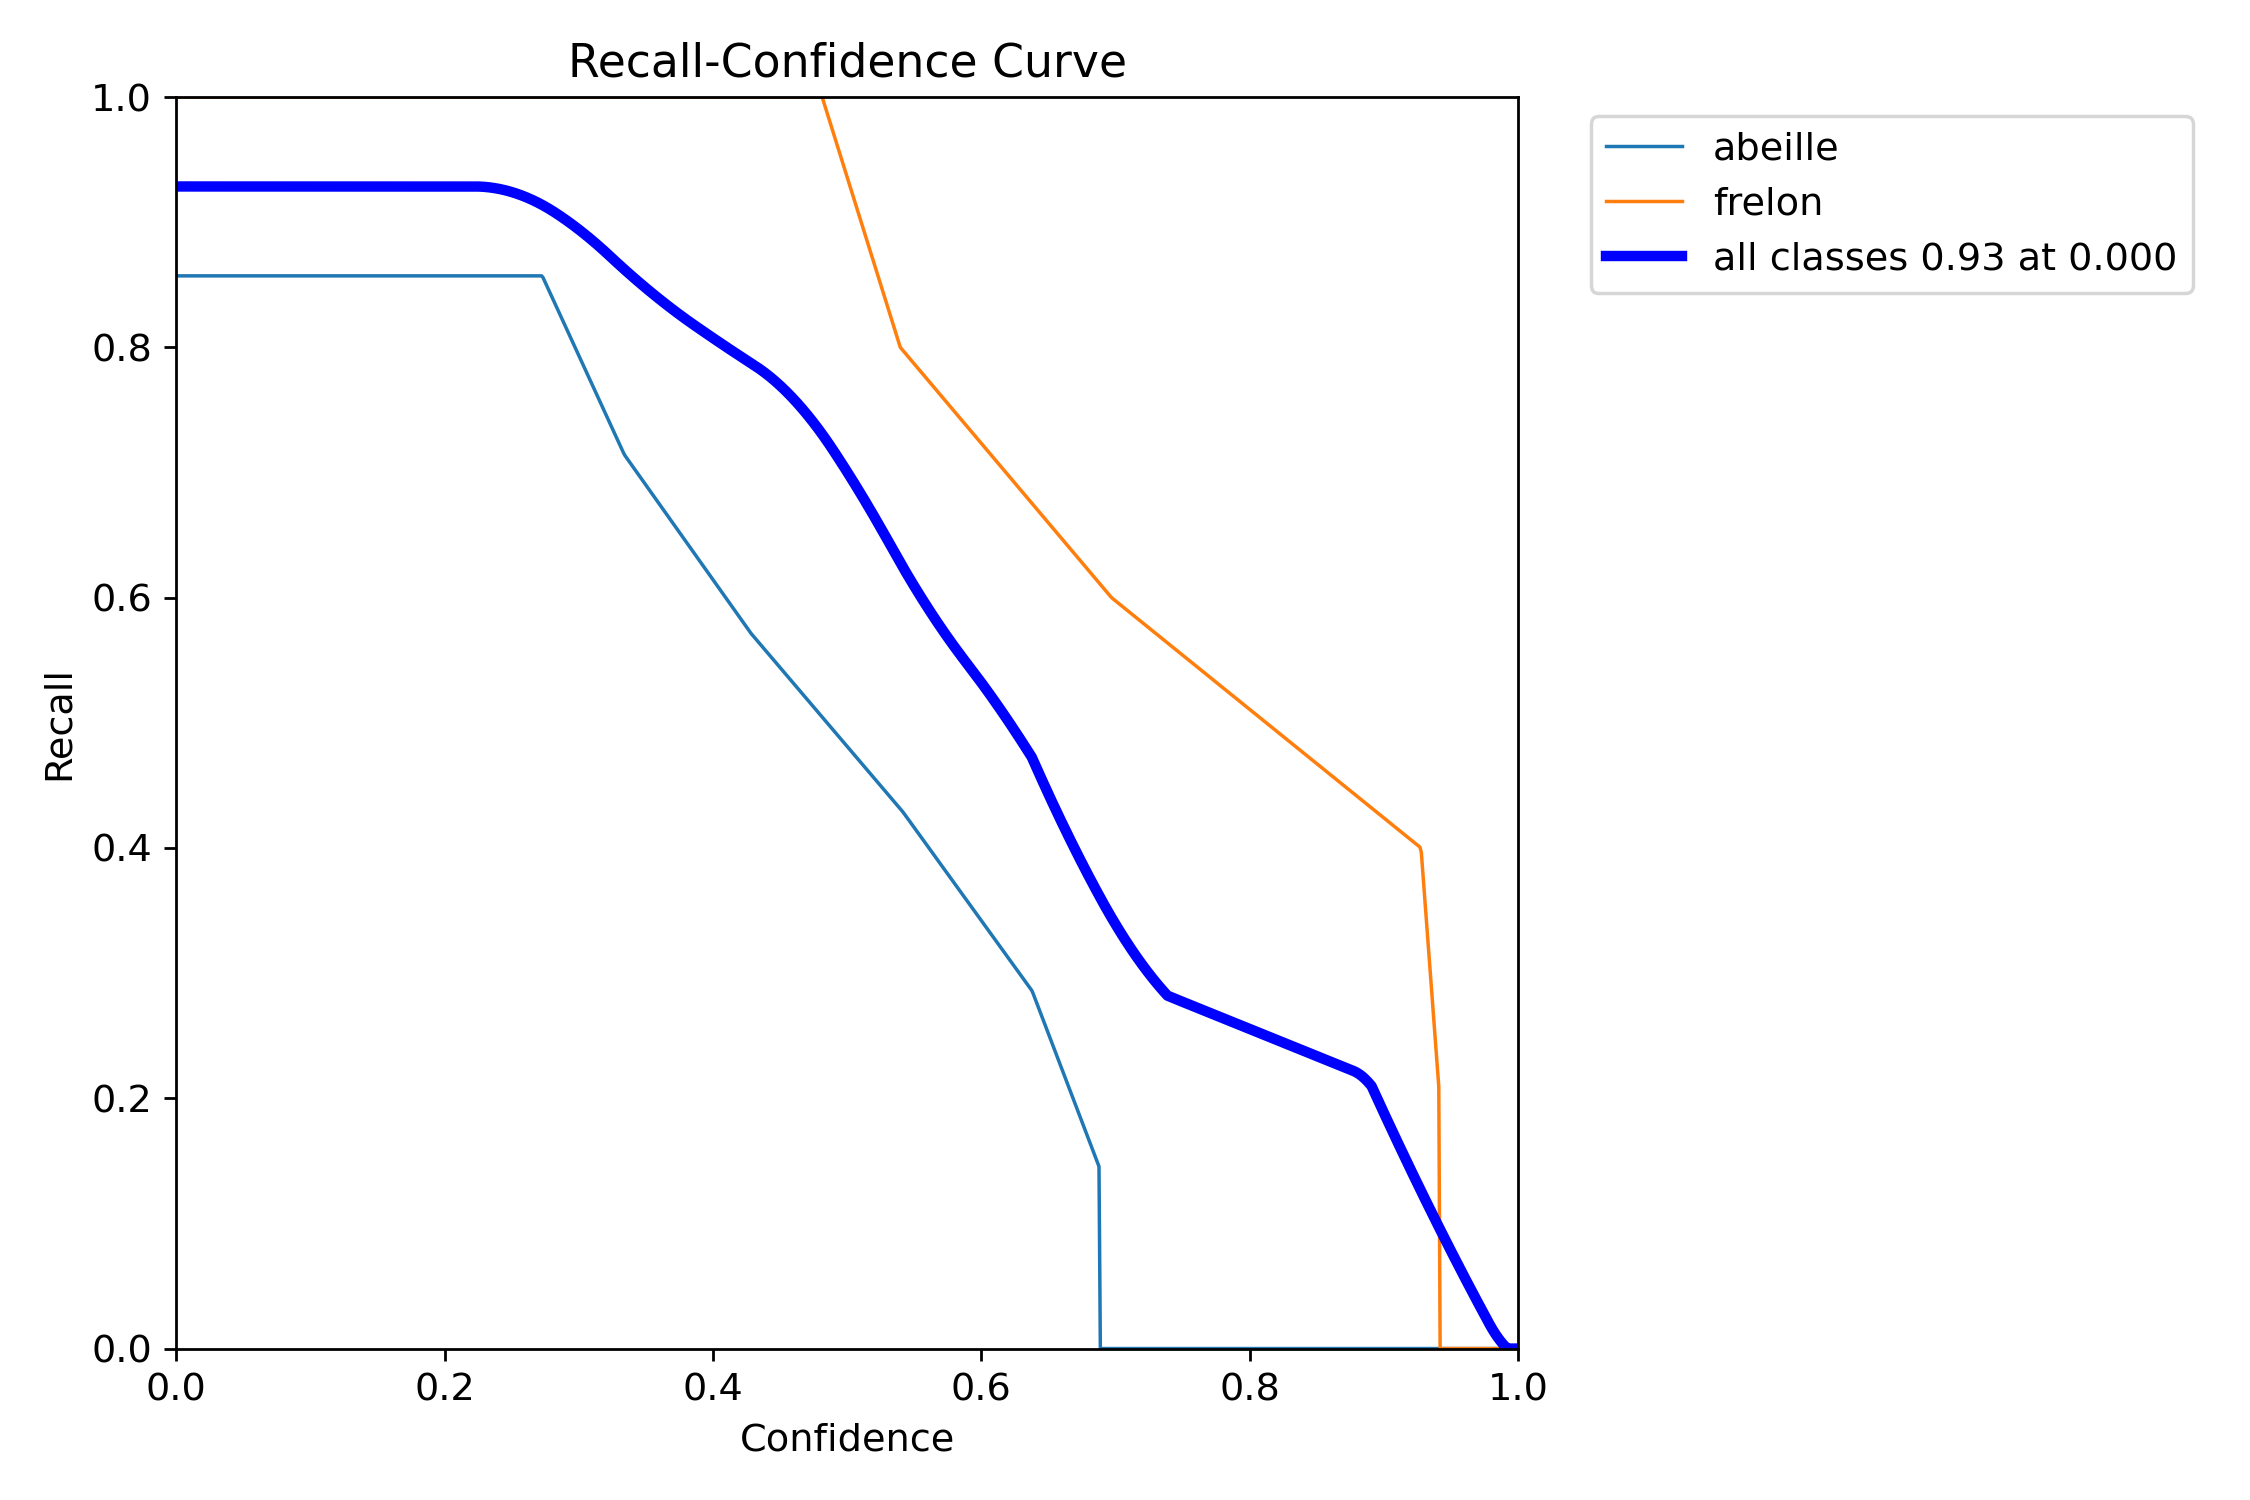 Recall-Confidence Curve
1.0
0.8
0.6
0.4
0.2
0.0
Recall
0.0 0.2 0.4 0.6 0.8 1.0
Confidence
abeille
frelon
all classes 0.93 at 0.000